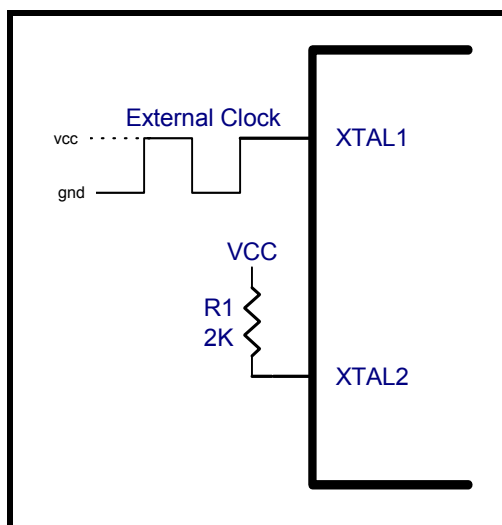 External Clock
vcc
XTAL1
gnd
VCC
R1
2K
XTAL2